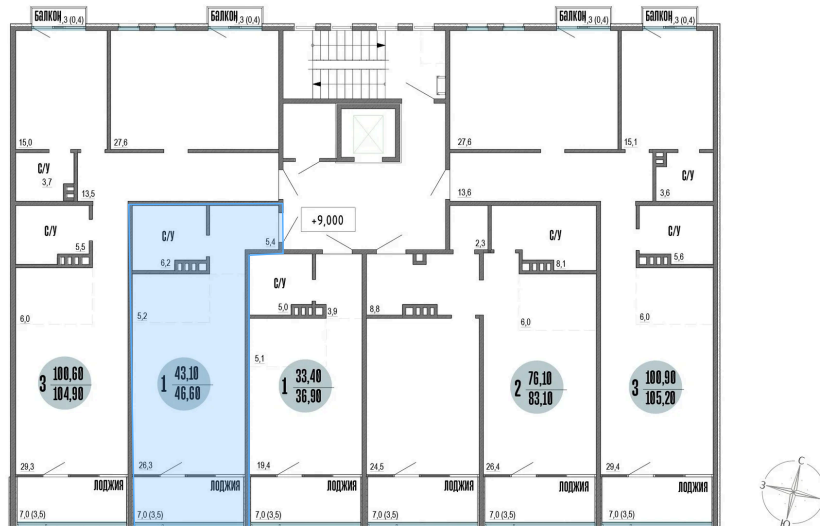 БАЛКОН ,3 (0,4)
БАЛКОН ,3 (0,4)
БАЛКОН ,3 (0,4)
БАЛКОН ,3 (0,4)
15,0
27,6
27,6
15,1
С/У
3,7
13,5
13,6
С/У
3,6
С/У
5,5
С/У
6,2
5,4
+9,000
2,3
С/У
8,1
С/У
5,6
С/У
5,0
3,9
8,8
6,0
5,2
5,1
6,0
6,0
3 100,60
104,90
1 43,10
46,60
1 33,40
36,90
2 76,10
83,10
3 100,90
105,20
29,3
26,3
19,4
24,5
26,4
29,4
ЛОДЖИЯ
ЛОДЖИЯ
ЛОДЖИЯ
ЛОДЖИЯ
ЛОДЖИЯ
ЛОДЖИЯ
7,0 (3,5)
7,0 (3,5)
7,0 (3,5)
7,0 (3,5)
7,0 (3,5)
7,0 (3,5)
С
З
Ю